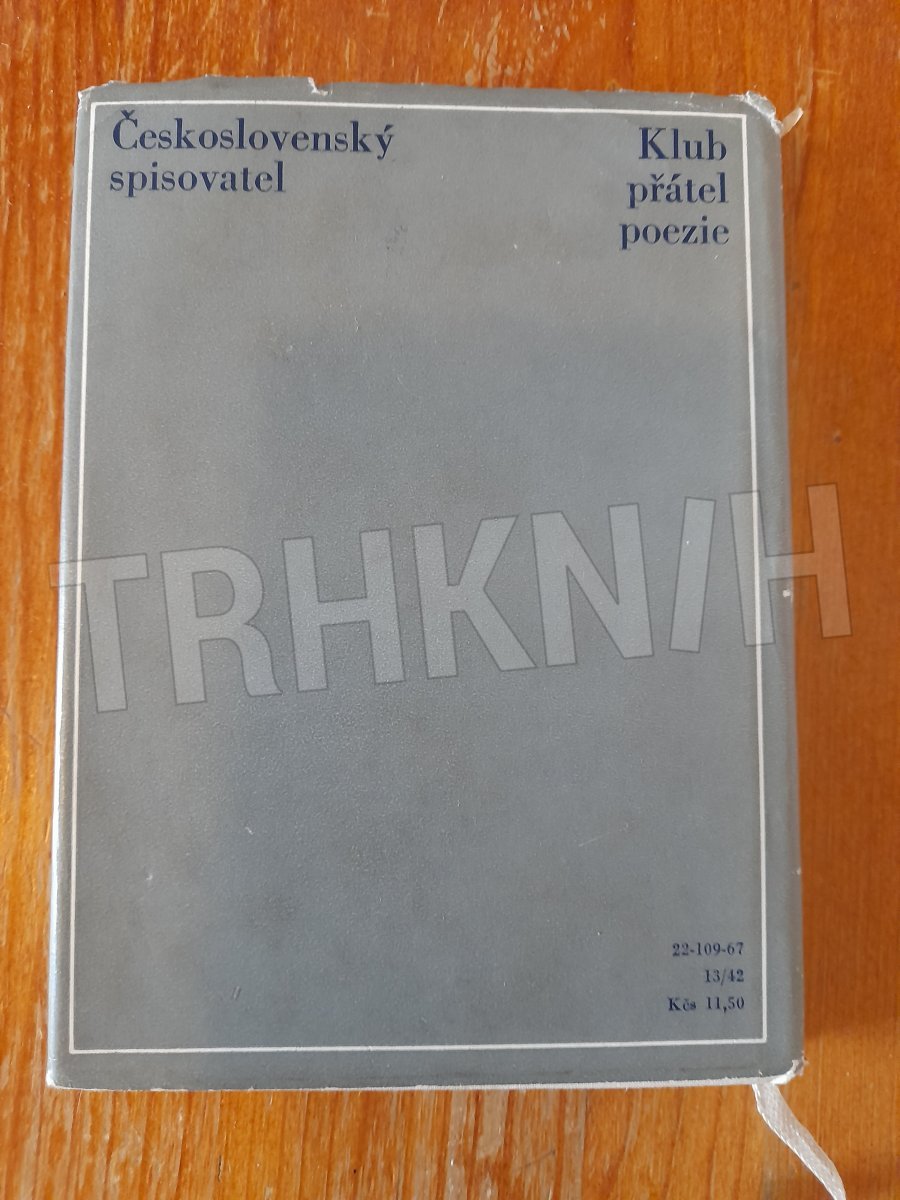 Československý
spisovatel
Klub
přátel
poezie
TRHKNIH
22-109-67
13/42
Kčs 11,50